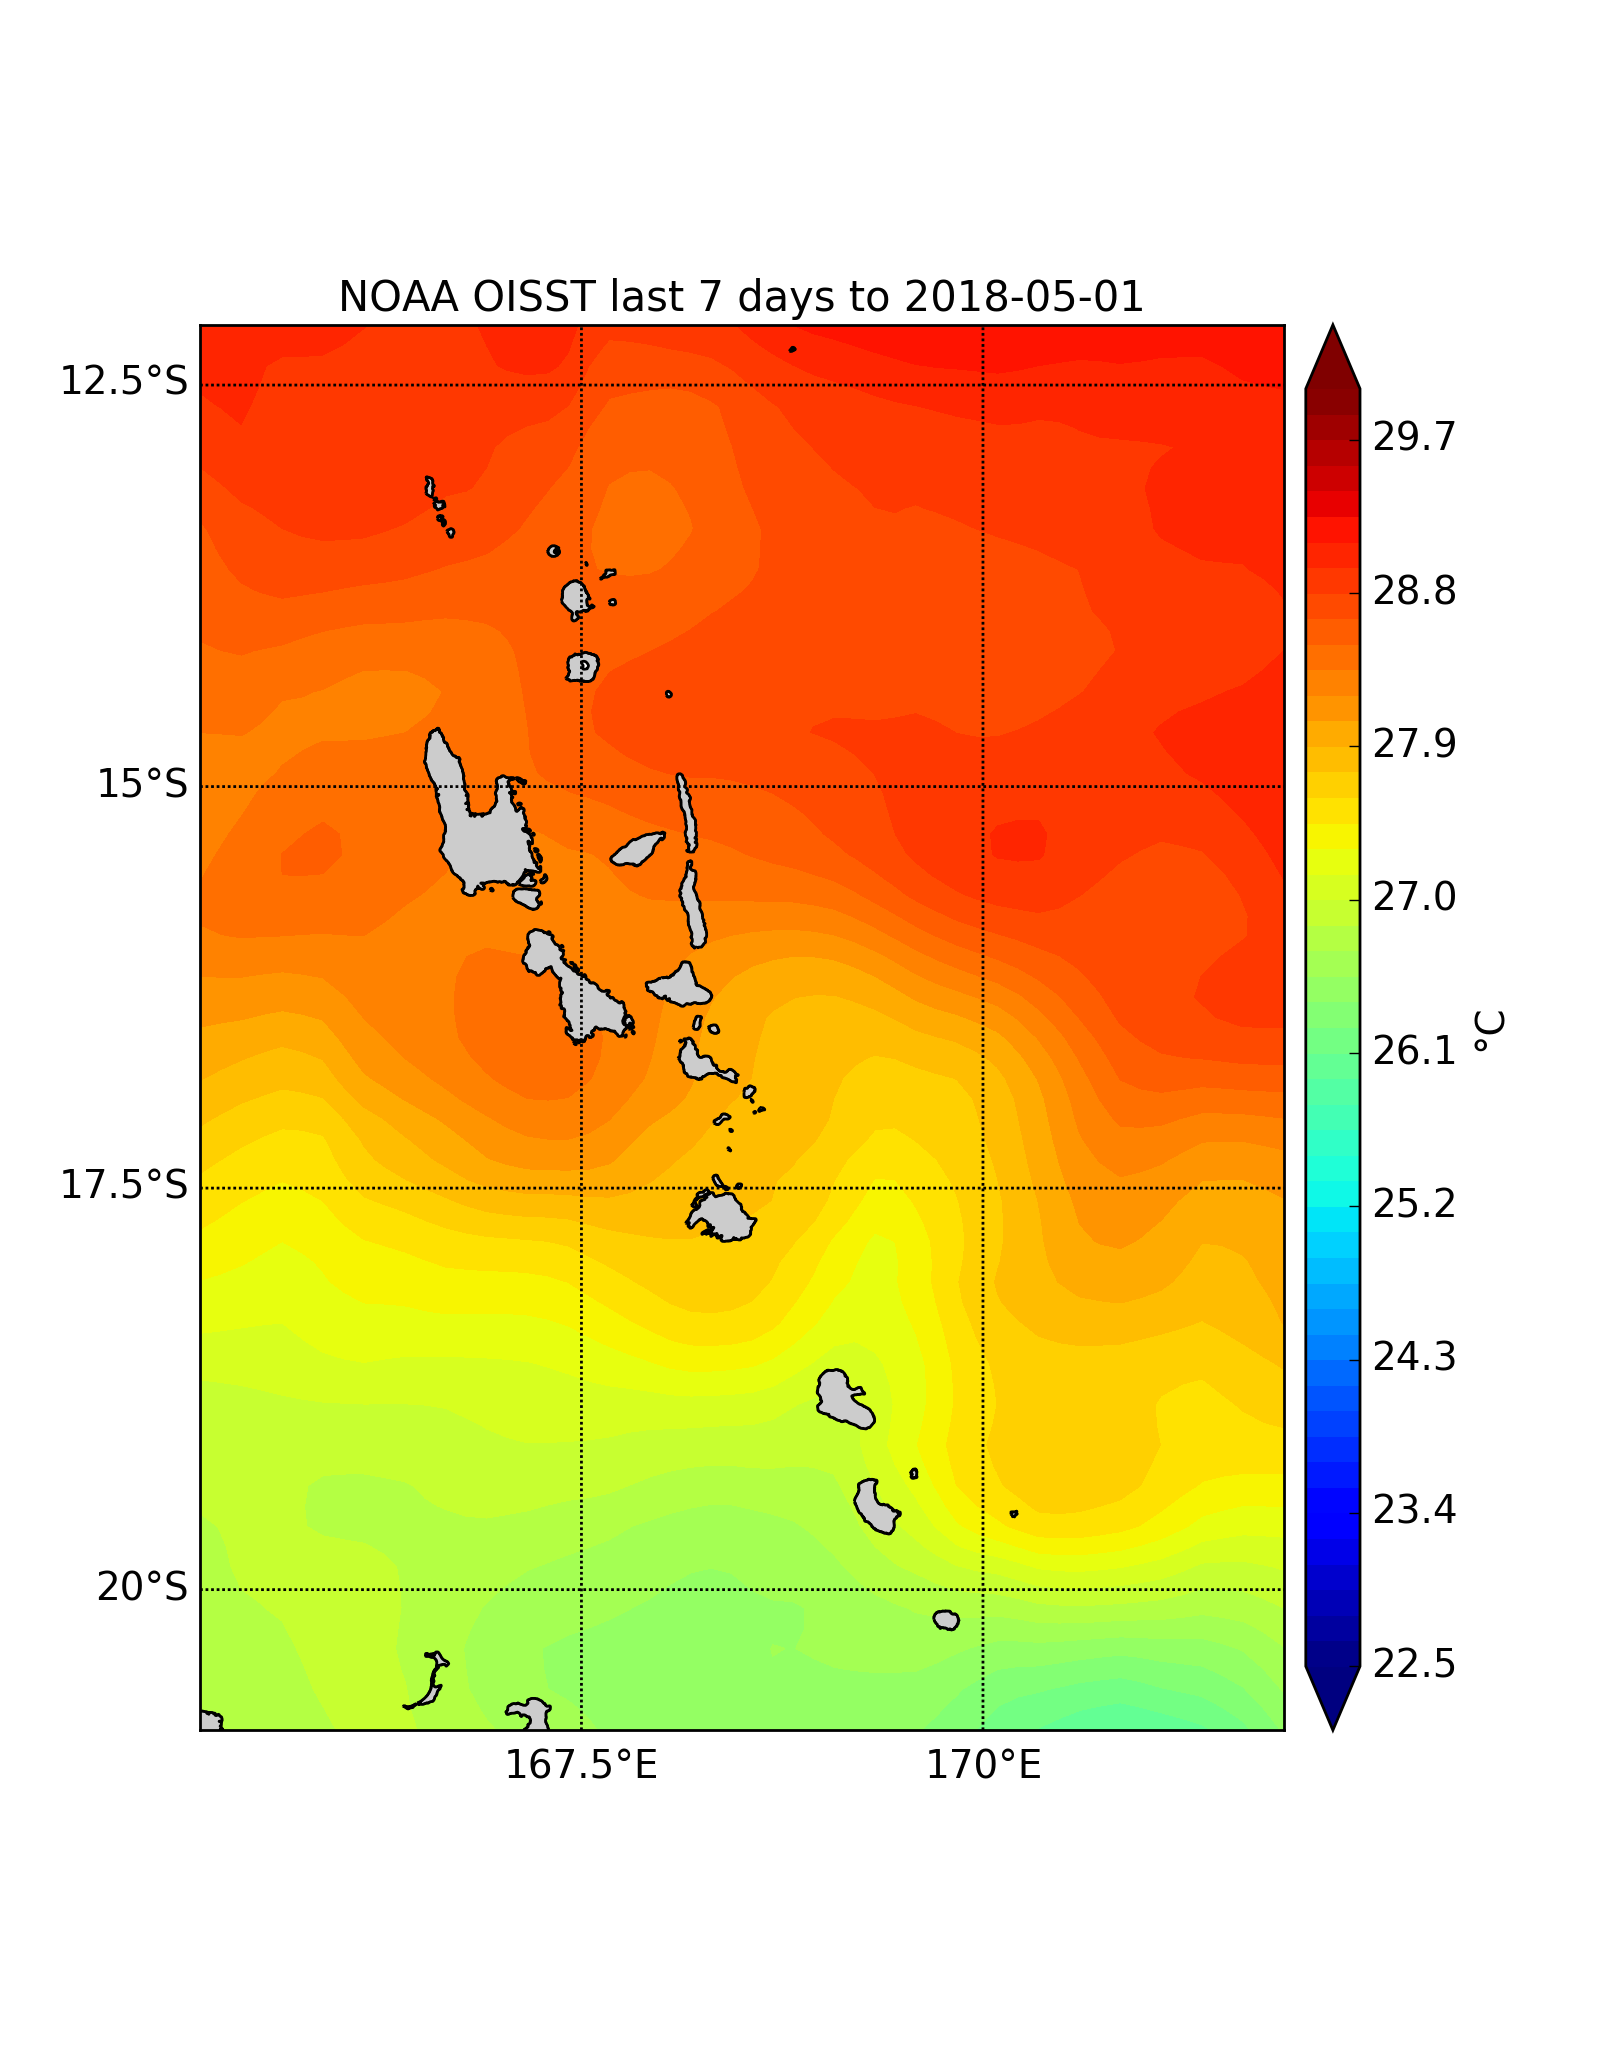 NOAA OISST last 7 days to 2018-05-01
12.5°S
15°S
17.5°S
20°S
167.5°E
170°E
29.7
28.8
27.9
27.0
26.1
25.2
24.3
23.4
22.5
°C